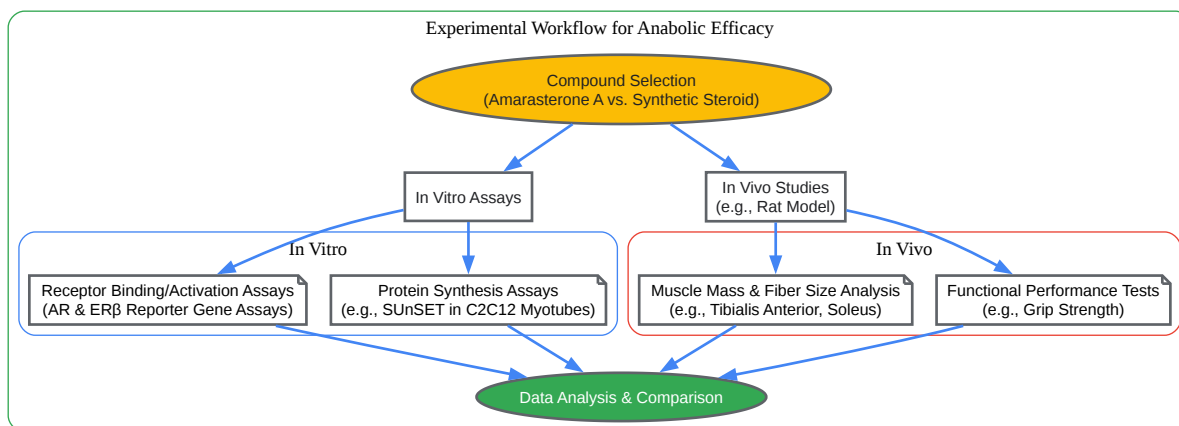 Experimental Workflow for Anabolic Efficacy
Compound Selection
(Amarasterone A vs. Synthetic Steroid)
In Vitro Assays
In Vivo Studies
(e.g., Rat Model)
In Vitro
Receptor Binding/Activation Assays
(AR & ERβ Reporter Gene Assays)
Protein Synthesis Assays
(e.g., SUnSET in C2C12 Myotubes)
In Vivo
Muscle Mass & Fiber Size Analysis
(e.g., Tibialis Anterior, Soleus)
Functional Performance Tests
(e.g., Grip Strength)
Data Analysis & Comparison